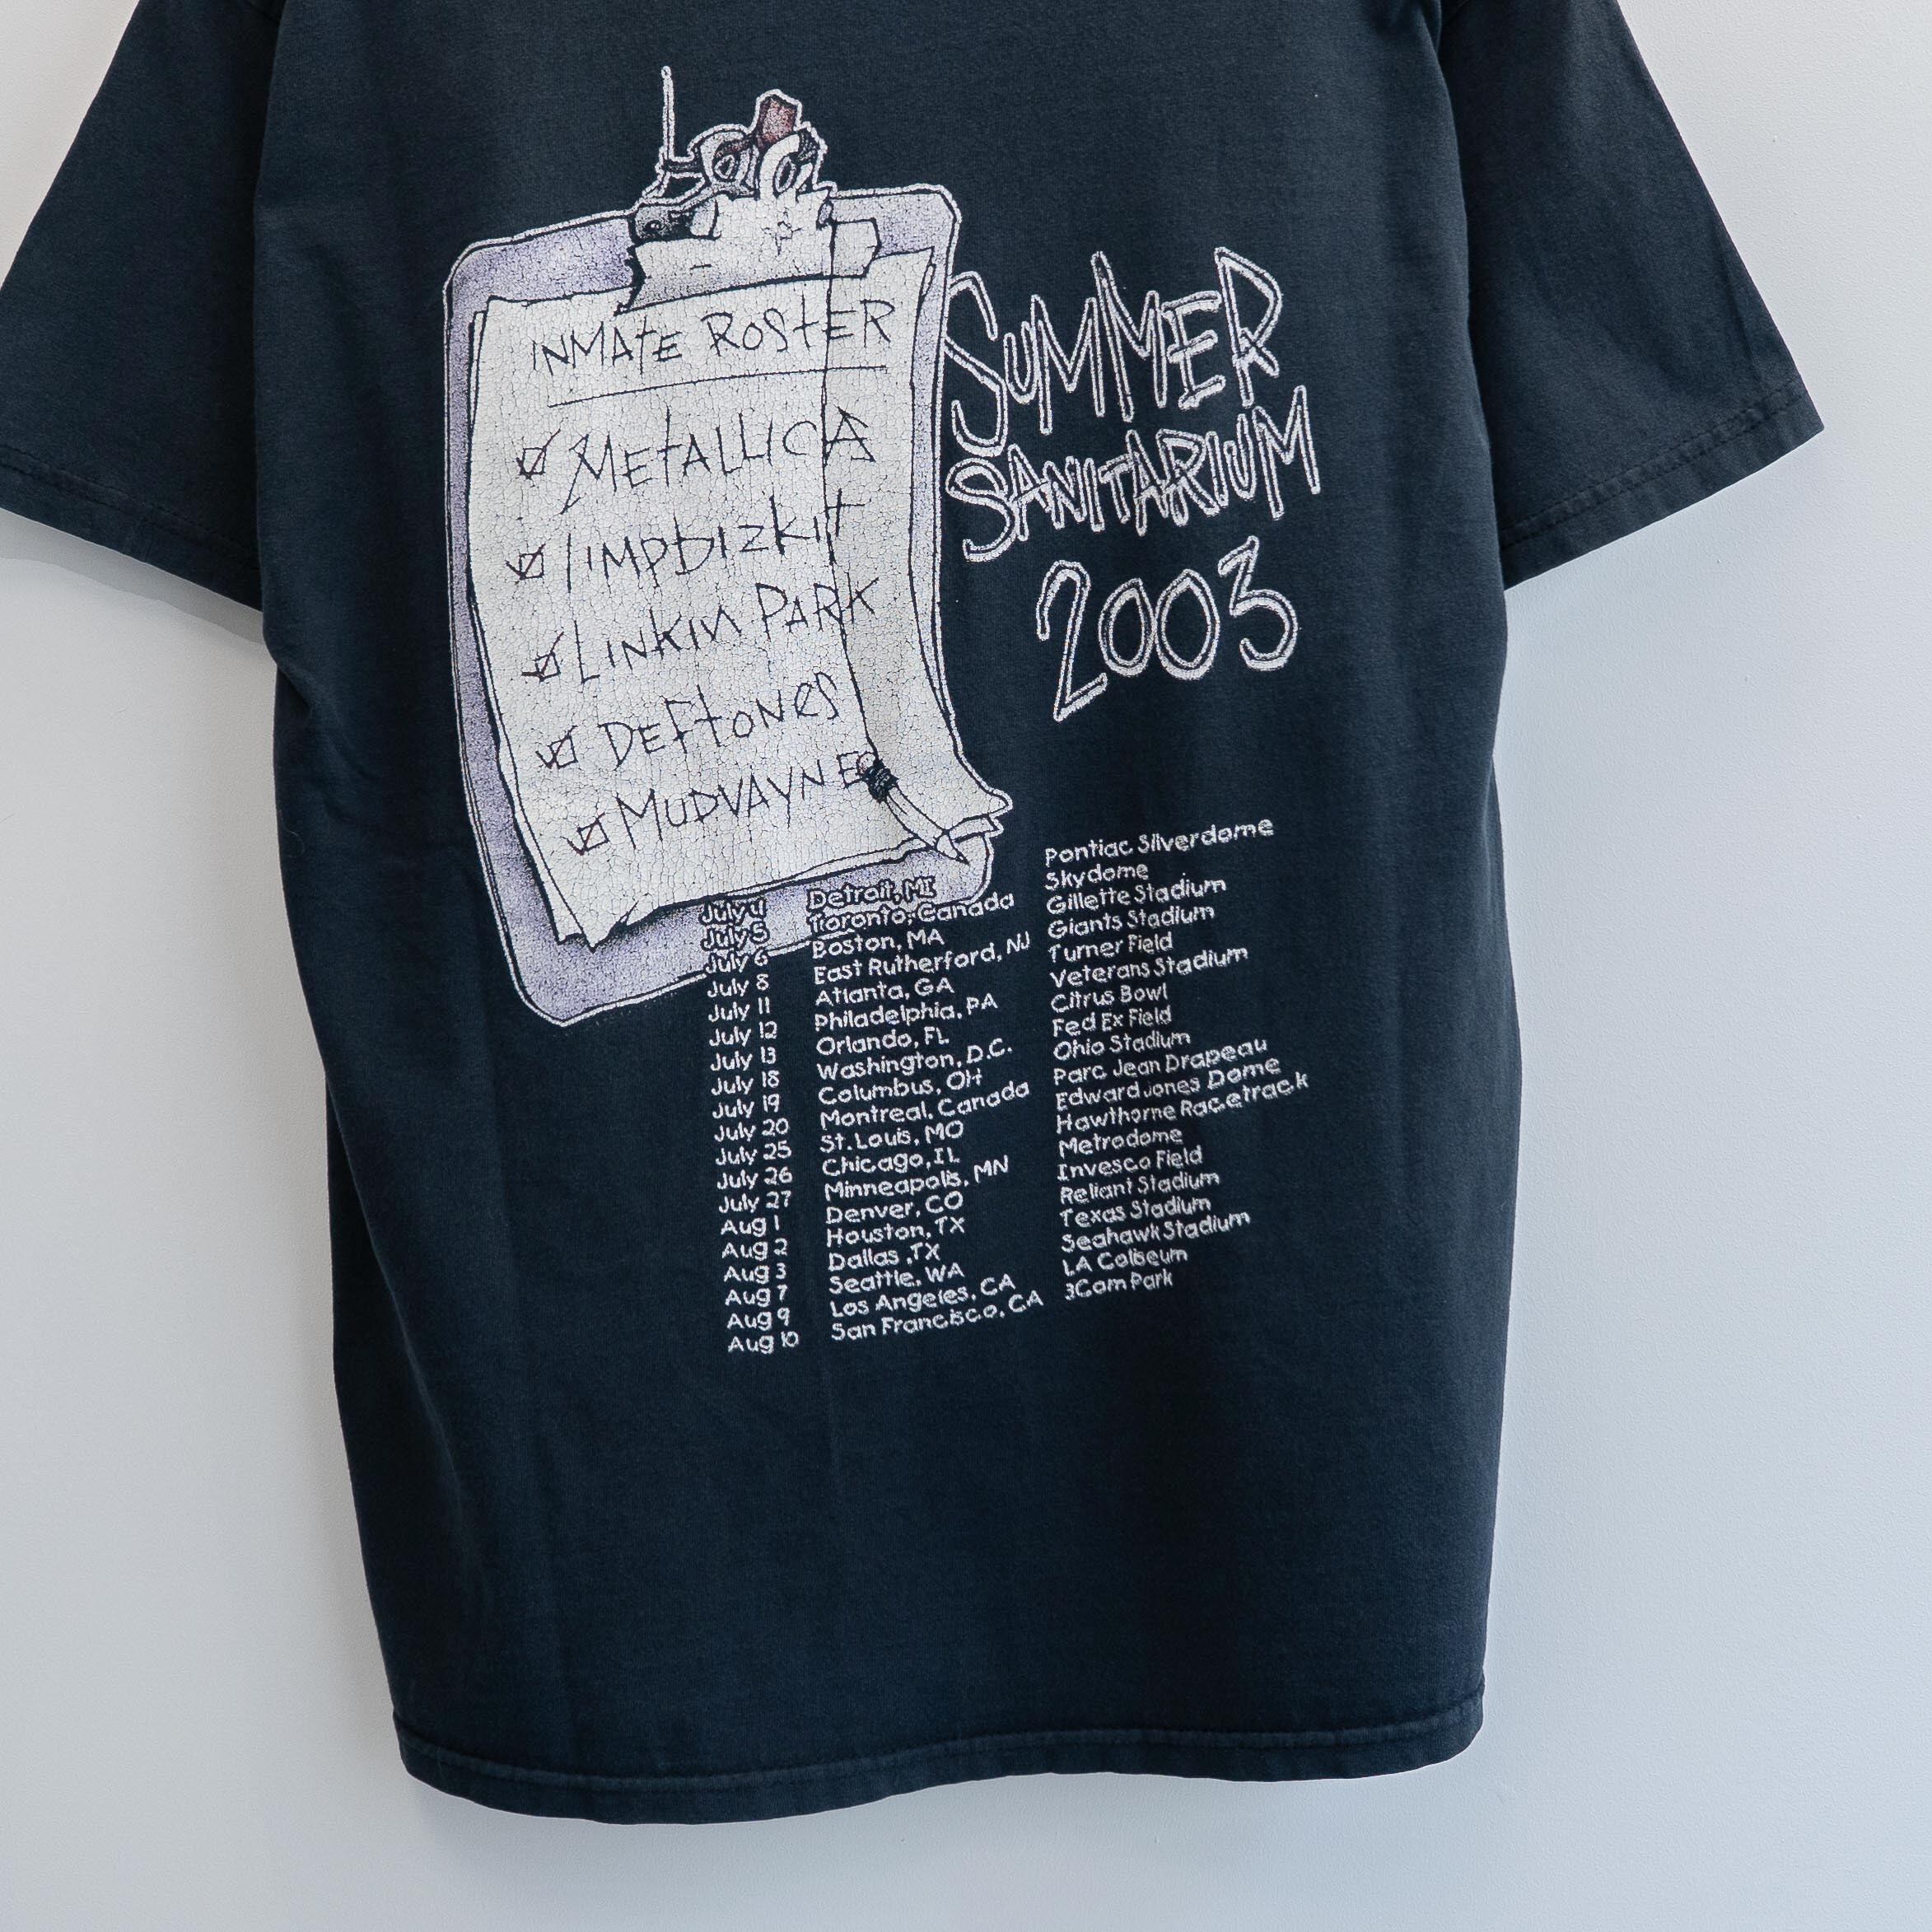 INMATE ROSTER
METALLICA
limpbizkit
LINKIN PARK
DEFTONES
MUDVAYNE
SUMMER
SANITARIUM
2003
July 4 Detroit, MI Pontiac Silverdome
July 5 Toronto, Canada Skydome
July 6 Boston, MA Gillette Stadium
July 8 East Rutherford, NJ Giants Stadium
July 11 Atlanta, GA Turner Field
July 12 Philadelphia, PA Veterans Stadium
July 13 Orlando, FL Citrus Bowl
July 18 Washington, D.C. Fed Ex Field
July 19 Columbus, OH Ohio Stadium
July 20 Montreal, Canada Parc Jean Drapeau
July 25 St. Louis, MO Edward Jones Dome
July 26 Chicago, IL Hawthorne Racetrack
July 27 Minneapolis, MN Metrodome
Aug 1 Denver, CO Invesco Field
Aug 2 Houston, TX Reliant Stadium
Aug 3 Dallas ,TX Texas Stadium
Aug 7 Seattle, WA Seahawk Stadium
Aug 9 Los Angeles, CA LA Coliseum
Aug 10 San Francisco, CA 3Com Park